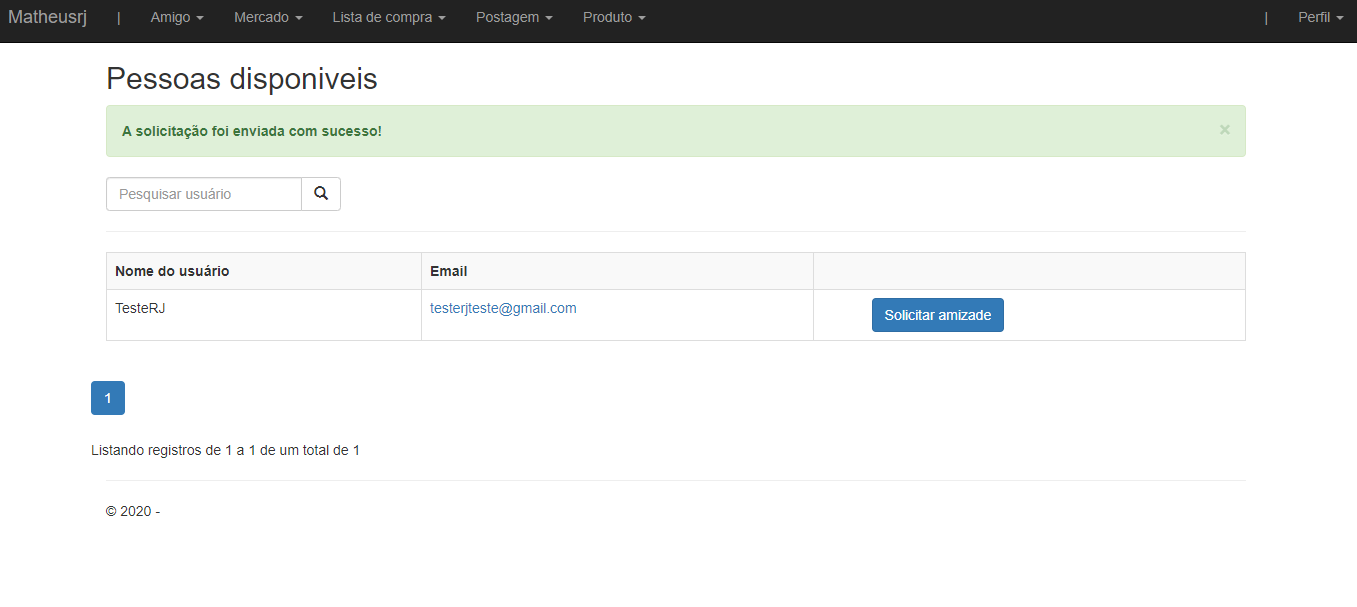 Matheusrj | Amigo Mercado Lista de compra Postagem Produto | Perfil
Pessoas disponiveis
A solicitação foi enviada com sucesso! ×
Pesquisar usuário
Nome do usuário Email
TesteRJ testerjteste@gmail.com Solicitar amizade
1
Listando registros de 1 a 1 de um total de 1
© 2020 -